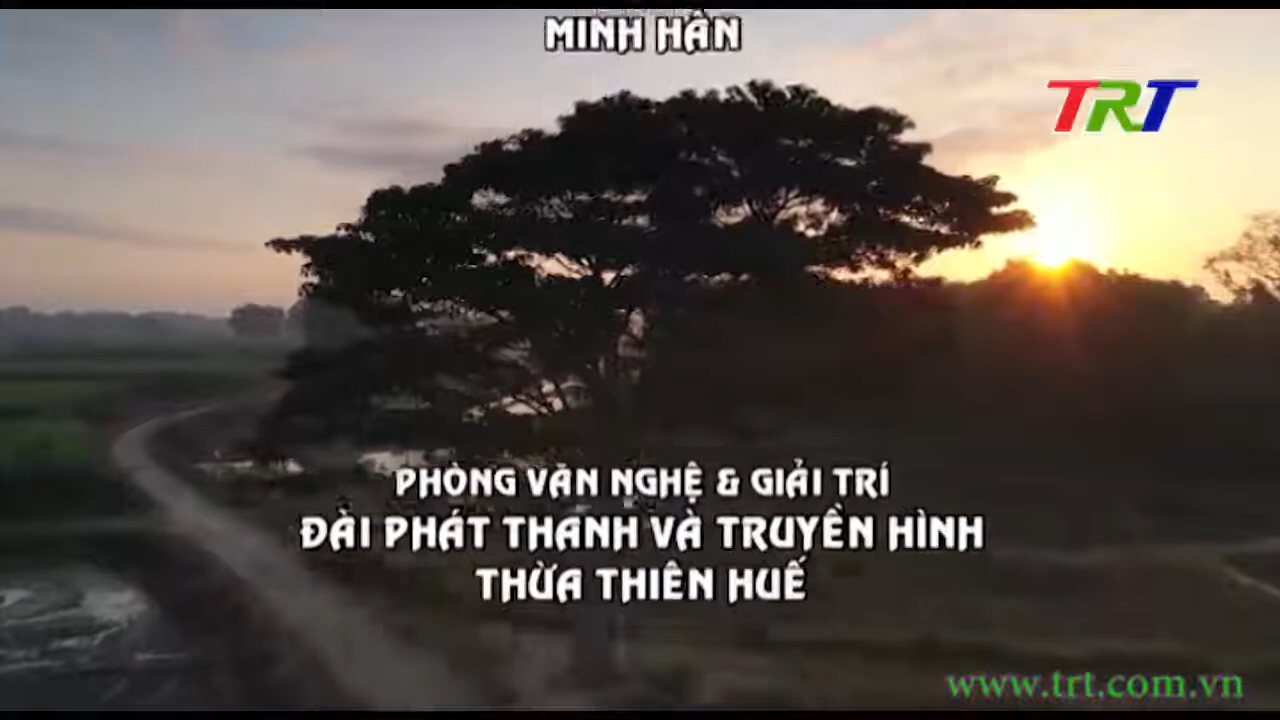 MINH HÂN
TRT
PHÒNG VĂN NGHỆ & GIẢI TRÍ
ĐÀI PHÁT THANH VÀ TRUYỀN HÌNH
THỪA THIÊN HUẾ
www.trt.com.vn